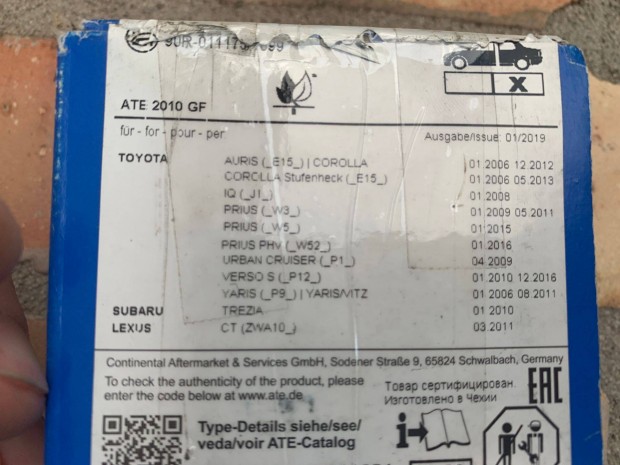 90R-011175
X
ATE 2010 GF
für - for - pour - per
Ausgabe/Issue: 01/2019
TOYOTA AURIS (_E15_) | COROLLA 01.2006 12.2012
COROLLA Stufenheck (_E15_) 01.2006 05.2013
IQ (_J1_) 01.2008
PRIUS (_W3_) 01.2009 05.2011
PRIUS (_W5_) 01.2015
PRIUS PHV (_W52_) 01.2016
URBAN CRUISER (_P1_) 04.2009
VERSO S (_P12_) 01.2010 12.2016
YARIS (_P9_) | YARIS/VITZ 01.2006 08.2011
SUBARU TREZIA 01.2010
LEXUS CT (ZWA10_) 03.2011
Continental Aftermarket & Services GmbH, Sodener Straße 9, 65824 Schwalbach, Germany
To check the authenticity of the product, please
enter the code below at www.ate.de
Товар сертифицирован.
Изготовлено в Чехии
EAC
Type-Details siehe/see/
veda/voir ATE-Catalog